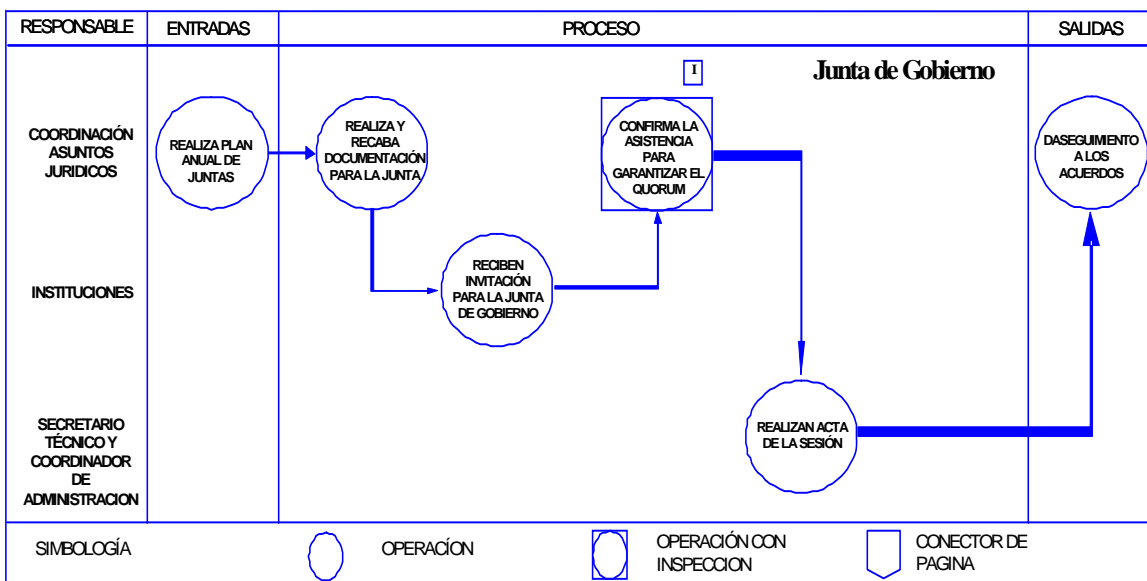 RESPONSABLE
ENTRADAS
PROCESO
SALIDAS
I
Junta de Gobierno
COORDINACIÓN
ASUNTOS
JURIDICOS
REALIZA PLAN
ANUAL DE
JUNTAS
REALIZA Y
RECABA
DOCUMENTACIÓN
PARA LA JUNTA
CONFIRMA LA
ASISTENCIA
PARA
GARANTIZAR EL
QUORUM
DASEGUIMIENTO
A LOS
ACUERDOS
INSTITUCIONES
RECIBEN
INVITACIÓN
PARA LA JUNTA
DE GOBIERNO
SECRETARIO
TÉCNICO Y
COORDINADOR
DE
ADMINISTRACION
REALIZAN ACTA
DE LA SESIÓN
SIMBOLOGÍA
OPERACÍON
OPERACIÓN CON
INSPECCION
CONECTOR DE
PAGINA